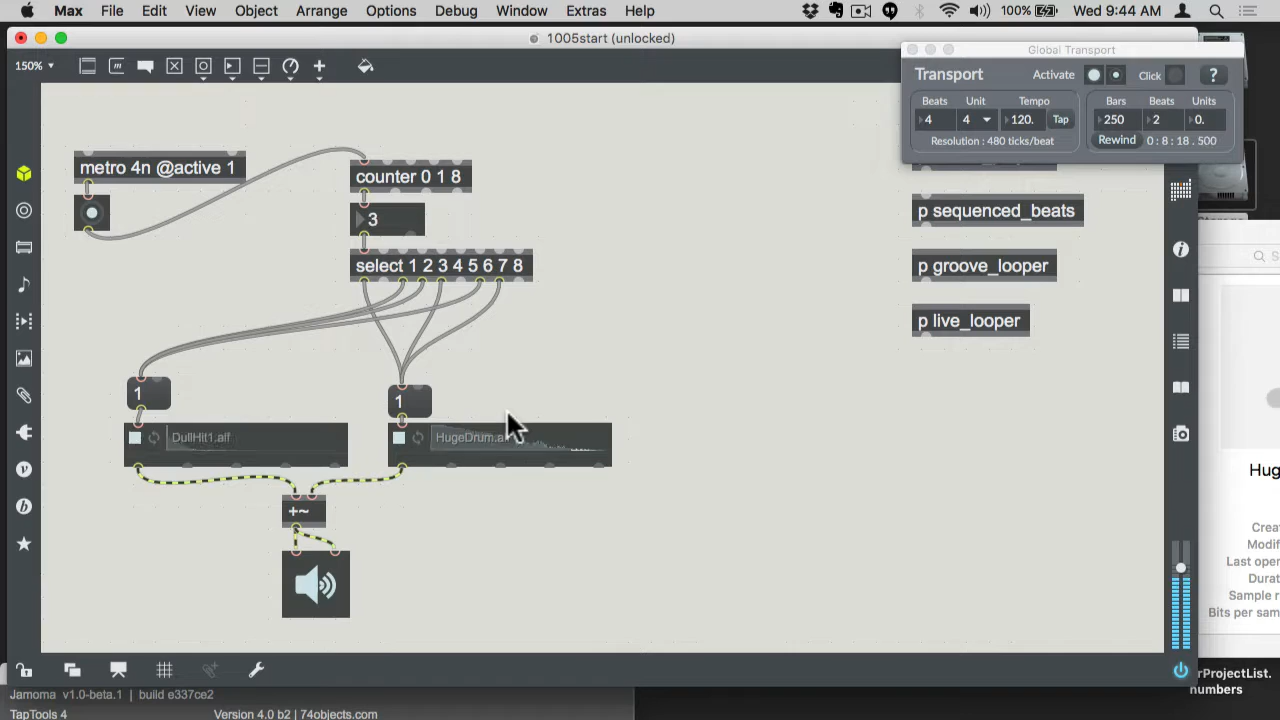 Max File Edit View Object Arrange Options Debug Window Extras Help
100% Wed 9:44 AM
1005start (unlocked)
150%
Global Transport
Transport Activate Click ?
Beats Unit Tempo Bars Beats Units
4 4 120. Tap 250 2 0.
Resolution : 480 ticks/beat Rewind 0 : 8 : 18 .500
metro 4n @active 1
counter 0 1 8
3
select 1 2 3 4 5 6 7 8
p sequenced_beats
p groove_looper
p live_looper
1
1
DullHit1.aif
HugeDrum.ai
+~
Hug
Crea
Modif
Last oper
Durat
Sample r
Bits per sam
rProjectList.
numbers
Jamoma v1.0-beta.1 | build e337ce2
TapTools 4 Version 4.0 b2 | 74objects.com